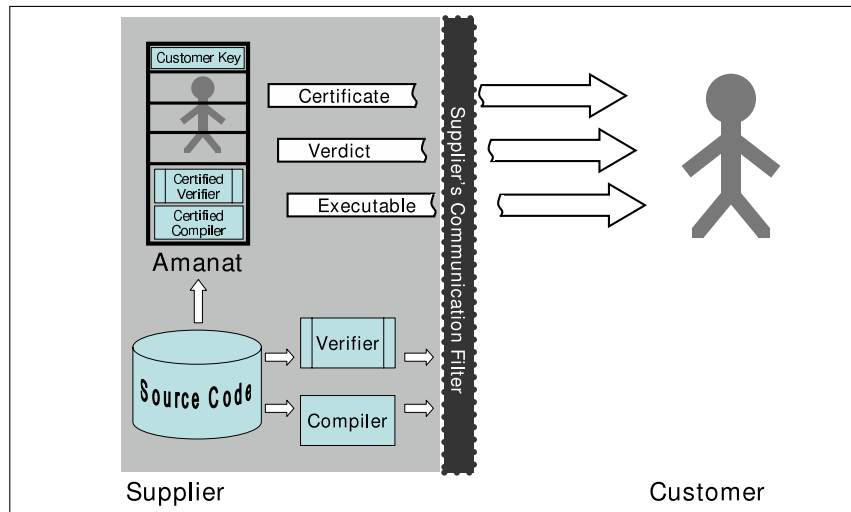 Customer Key
Certified
Verifier
Certified
Compiler
Amanat
Certificate
Verdict
Executable
Supplier's Communication Filter
Source Code
Verifier
Compiler
Supplier
Customer